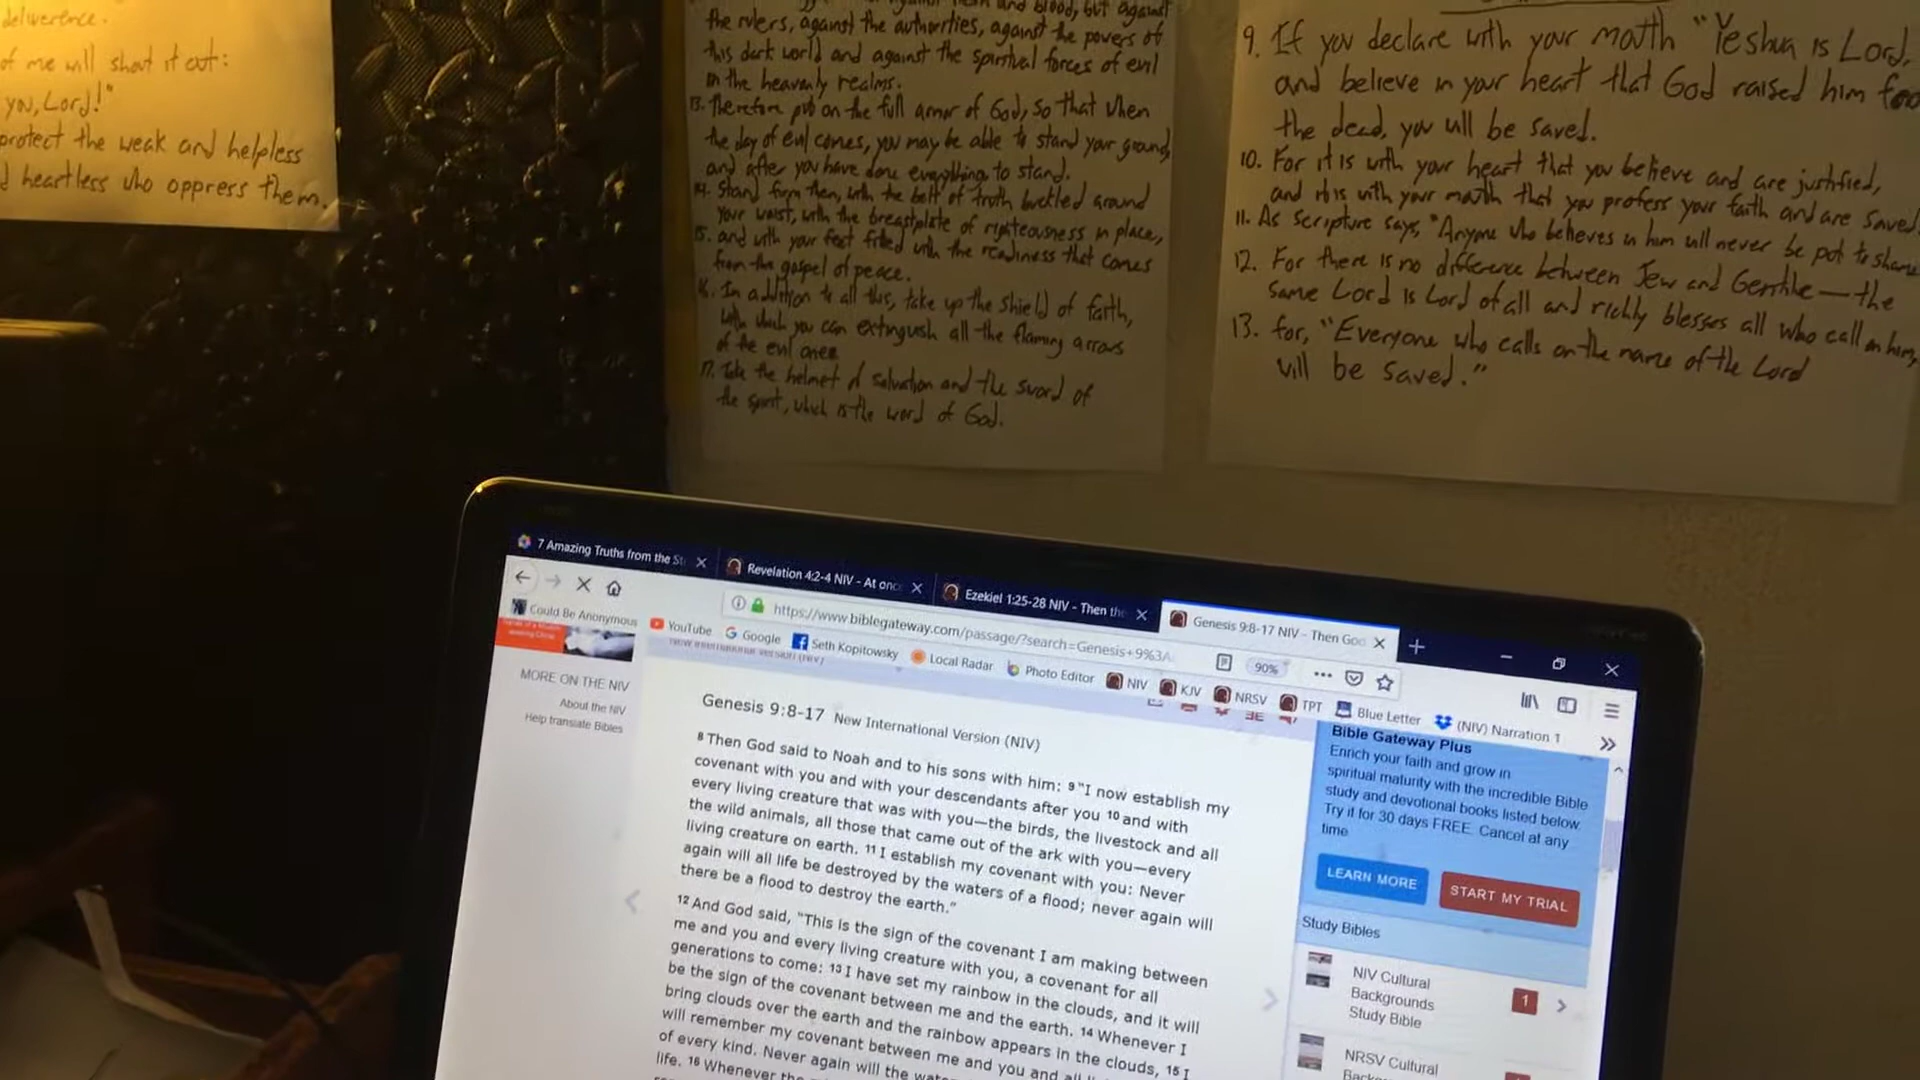 deliverence.
of me will shout it out:
you, Lord!"
protect the weak and helpless
d heartless who oppress them.
and blood, but against
the rulers, against the authorities, against the powers of
this dark world and against the spiritual forces of evil
in the heavenly realms.
13. Therefore put on the full armor of God, so that when
the day of evil comes, you may be able to stand your ground,
and after you have done everything to stand.
14. Stand firm then, with the belt of truth buckled around
your waist, with the breastplate of righteousness in place,
15. and with your feet fitted with the readiness that comes
from the gospel of peace.
16. In addition to all this, take up the shield of faith,
with which you can extinguish all the flaming arrows
of the evil one.
17. Take the helmet of salvation and the sword of
the spirit, which is the word of God.
9. If you declare with your mouth "Yeshua is Lord,
and believe in your heart that God raised him from
the dead, you will be saved.
10. For it is with your heart that you believe and are justified,
and it is with your mouth that you profess your faith and are saved.
11. As Scripture says, "Anyone who believes in him will never be put to shame
12. For there is no difference between Jew and Gentile—the
same Lord is Lord of all and richly blesses all who call on him,
13. for, "Everyone who calls on the name of the Lord
will be saved."
7 Amazing Truths from the St
Revelation 4:2-4 NIV - At once
Ezekiel 1:25-28 NIV - Then the
Genesis 9:8-17 NIV - Then God
https://www.biblegateway.com/passage/?search=Genesis+9%3A
90%
Could Be Anonymous
YouTube
Google
Seth Kopitowsky
Local Radar
Photo Editor
NIV
KJV
NRSV
TPT
Blue Letter
(NIV) Narration 1
New International Version (NIV)
MORE ON THE NIV
About the NIV
Help translate Bibles
Genesis 9:8-17 New International Version (NIV)
8 Then God said to Noah and to his sons with him: 9 "I now establish my
covenant with you and with your descendants after you 10 and with
every living creature that was with you—the birds, the livestock and all
the wild animals, all those that came out of the ark with you—every
living creature on earth. 11 I establish my covenant with you: Never
again will all life be destroyed by the waters of a flood; never again will
there be a flood to destroy the earth."
12 And God said, "This is the sign of the covenant I am making between
me and you and every living creature with you, a covenant for all
generations to come: 13 I have set my rainbow in the clouds, and it will
be the sign of the covenant between me and the earth. 14 Whenever I
bring clouds over the earth and the rainbow appears in the clouds, 15 I
will remember my covenant between me and you and all
of every kind. Never again will the
life. 16 Whenever the
Bible Gateway Plus
Enrich your faith and grow in
spiritual maturity with the incredible Bible
study and devotional books listed below.
Try it for 30 days FREE. Cancel at any
time.
LEARN MORE
START MY TRIAL
Study Bibles
NIV Cultural
Backgrounds
Study Bible
1
NRSV Cultural